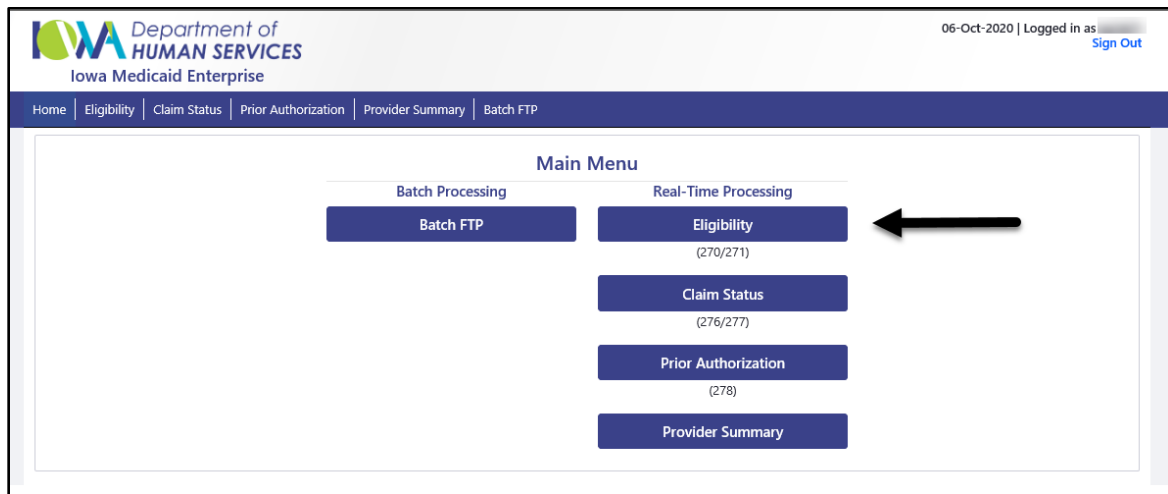 IOWA Department of
HUMAN SERVICES
Iowa Medicaid Enterprise
06-Oct-2020 | Logged in as
Sign Out
Home | Eligibility | Claim Status | Prior Authorization | Provider Summary | Batch FTP
Main Menu
Batch Processing
Real-Time Processing
Batch FTP
Eligibility
(270/271)
Claim Status
(276/277)
Prior Authorization
(278)
Provider Summary